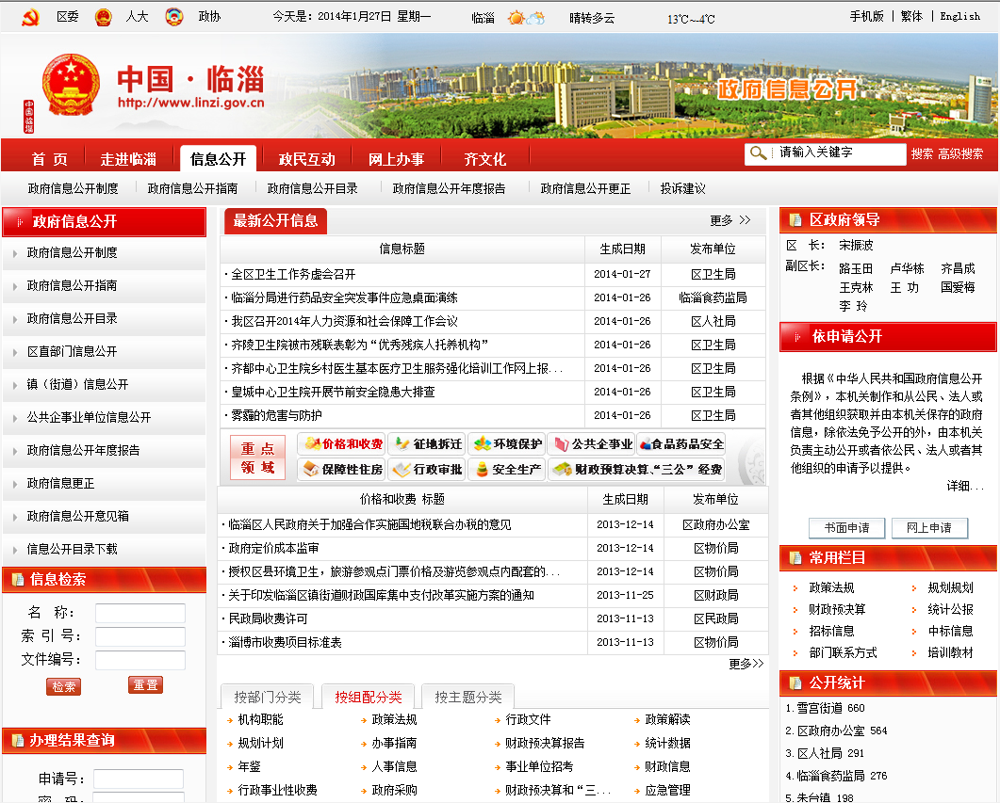 区委 人大 政协 今天是：2014年1月27日 星期一 临淄 晴转多云 13℃~-4℃ 手机版 | 繁体 | English
中国·临淄
http://www.linzi.gov.cn
中国临淄
政府信息公开
首 页 走进临淄 信息公开 政民互动 网上办事 齐文化 请输入关键字 搜索 高级搜索
政府信息公开制度 政府信息公开指南 政府信息公开目录 政府信息公开年度报告 政府信息公开更正 投诉建议
政府信息公开
政府信息公开制度
政府信息公开指南
政府信息公开目录
区直部门信息公开
镇（街道）信息公开
公共企事业单位信息公开
政府信息公开年度报告
政府信息更正
政府信息公开意见箱
信息公开目录下载
信息检索
名 称：
索 引 号：
文件编号：
检索 重置
办理结果查询
申请号：
密 码：
最新公开信息 更多 >>
信息标题 生成日期 发布单位
·全区卫生工作务虚会召开 2014-01-27 区卫生局
·临淄分局进行药品安全突发事件应急桌面演练 2014-01-26 临淄食药监局
·我区召开2014年人力资源和社会保障工作会议 2014-01-26 区人社局
·齐陵卫生院被市残联表彰为“优秀残疾人托养机构” 2014-01-26 区卫生局
·齐都中心卫生院乡村医生基本医疗卫生服务强化培训工作网上报... 2014-01-26 区卫生局
·皇城中心卫生院开展节前安全隐患大排查 2014-01-26 区卫生局
·雾霾的危害与防护 2014-01-26 区卫生局
重 点
领 域
价格和收费 征地拆迁 环境保护 公共企事业 食品药品安全
保障性住房 行政审批 安全生产 财政预算决算、“三公”经费
价格和收费 标题 生成日期 发布单位
·临淄区人民政府关于加强合作实施国地税联合办税的意见 2013-12-14 区政府办公室
·政府定价成本监审 2013-12-14 区物价局
·授权区县环境卫生，旅游参观点门票价格及游览参观点内配套的... 2013-12-14 区物价局
·关于印发临淄区镇街道财政国库集中支付改革实施方案的通知 2013-11-25 区财政局
·民政局收费许可 2013-11-13 区民政局
·淄博市收费项目标准表 2013-11-13 区物价局
更多>>
按部门分类 按组配分类 按主题分类
机构职能 政策法规 行政文件 政策解读
规划计划 办事指南 财政预决算报告 统计数据
年鉴 人事信息 事业单位招考 财政信息
行政事业性收费 政府采购 财政预决算和“三... 应急管理
区政府领导
区 长： 宋振波
副区长： 路玉田 卢华栋 齐昌成
王克林 王 功 国爱梅
李 玲
依申请公开
根据《中华人民共和国政府信息公开
条例》，本机关制作和从公民、法人或
者其他组织获取并由本机关保存的政府
信息，除依法免予公开的外，由本机关
负责主动公开或者依公民、法人或者其
他组织的申请予以提供。
详细...
书面申请 网上申请
常用栏目
政策法规 规划规划
财政预决算 统计公报
招标信息 中标信息
部门联系方式 培训教材
公开统计
1.雪宫街道 660
2.区政府办公室 564
3.区人社局 291
4.临淄食药监局 276
5.朱台镇 198